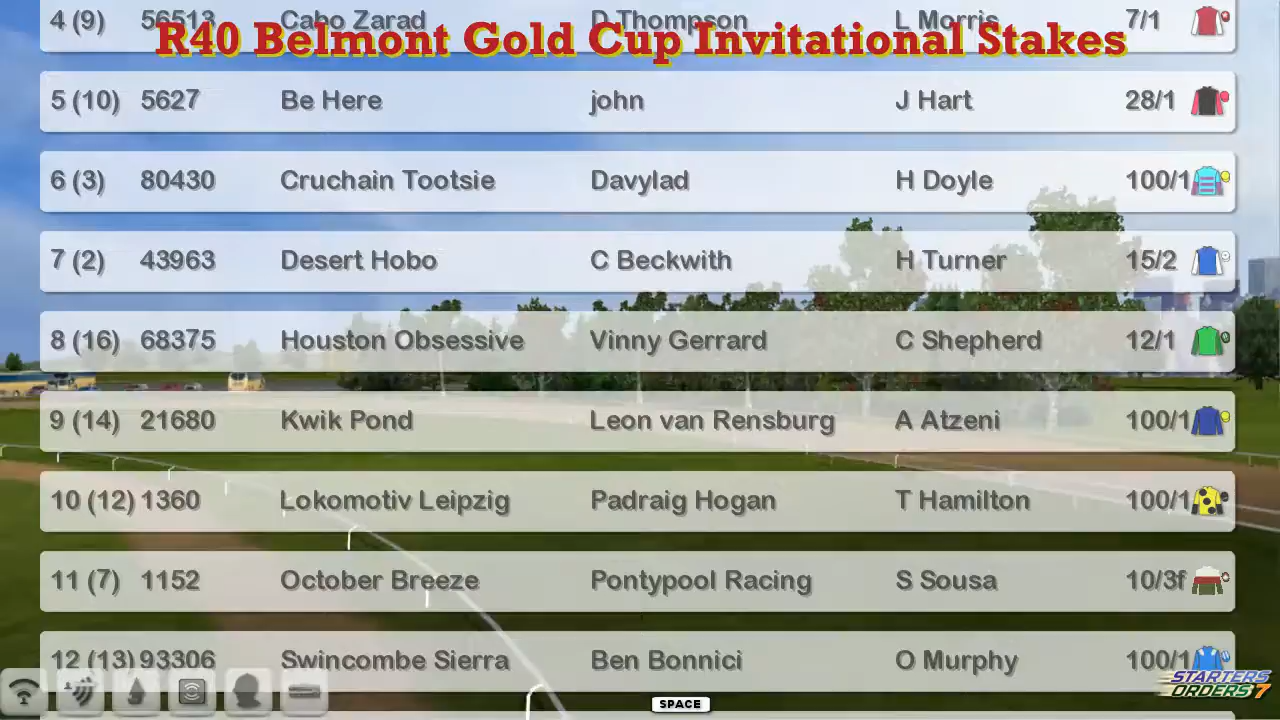 4 (9) 56513 Cabo Zarad D Thompson L Morris 7/1
R40 Belmont Gold Cup Invitational Stakes
5 (10) 5627 Be Here john J Hart 28/1
6 (3) 80430 Cruchain Tootsie Davylad H Doyle 100/1
7 (2) 43963 Desert Hobo C Beckwith H Turner 15/2
8 (16) 68375 Houston Obsessive Vinny Gerrard C Shepherd 12/1
9 (14) 21680 Kwik Pond Leon van Rensburg A Atzeni 100/1
10 (12) 1360 Lokomotiv Leipzig Padraig Hogan T Hamilton 100/1
11 (7) 1152 October Breeze Pontypool Racing S Sousa 10/3f
12 (13) 93306 Swincombe Sierra Ben Bonnici O Murphy 100/1
STARTERS
ORDERS 7
SPACE